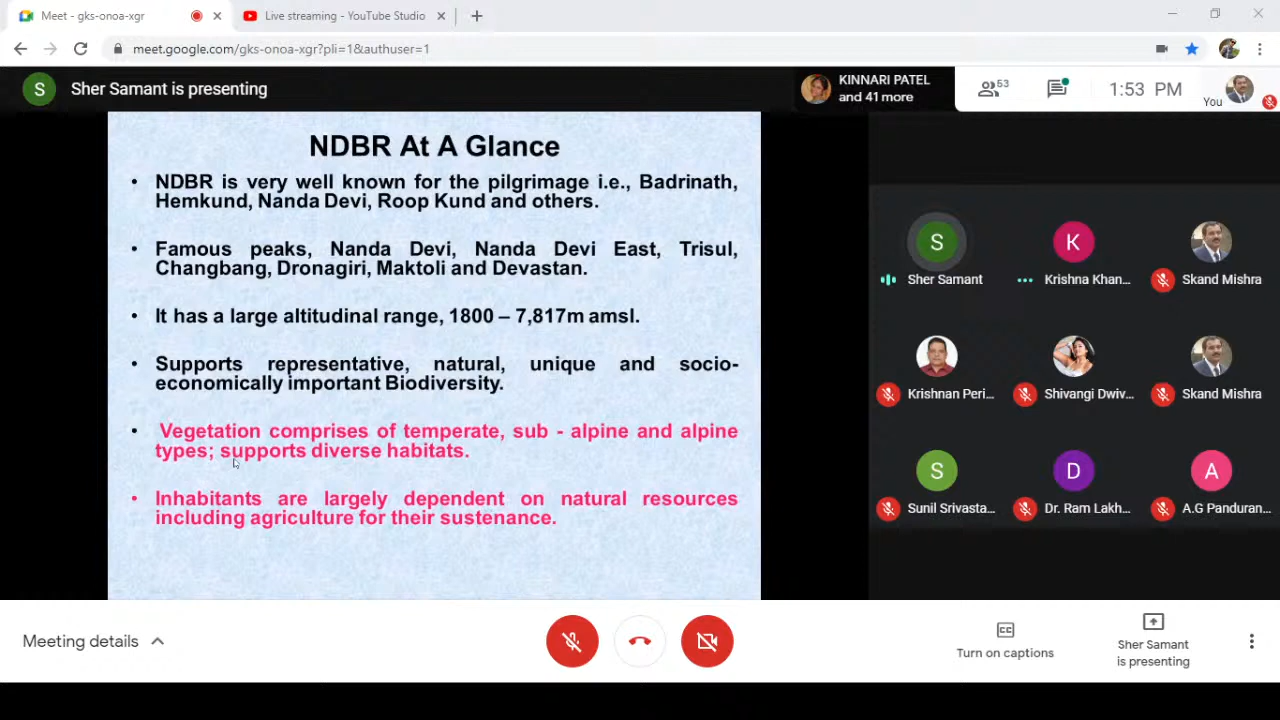 Meet - gks-onoa-xgr
Live streaming - YouTube Studio
meet.google.com/gks-onoa-xgr?pli=1&authuser=1
S
Sher Samant is presenting
KINNARI PATEL
and 41 more
53
1:53 PM
You
NDBR At A Glance
• NDBR is very well known for the pilgrimage i.e., Badrinath,
Hemkund, Nanda Devi, Roop Kund and others.
• Famous peaks, Nanda Devi, Nanda Devi East, Trisul,
Changbang, Dronagiri, Maktoli and Devastan.
• It has a large altitudinal range, 1800 – 7,817m amsl.
• Supports representative, natural, unique and socio-
economically important Biodiversity.
• Vegetation comprises of temperate, sub - alpine and alpine
types; supports diverse habitats.
• Inhabitants are largely dependent on natural resources
including agriculture for their sustenance.
S
K
Sher Samant
Krishna Khan...
Skand Mishra
Krishnan Peri...
Shivangi Dwiv...
Skand Mishra
S
D
A
Sunil Srivasta...
Dr. Ram Lakh...
A.G Panduran...
Meeting details
CC
Turn on captions
Sher Samant
is presenting